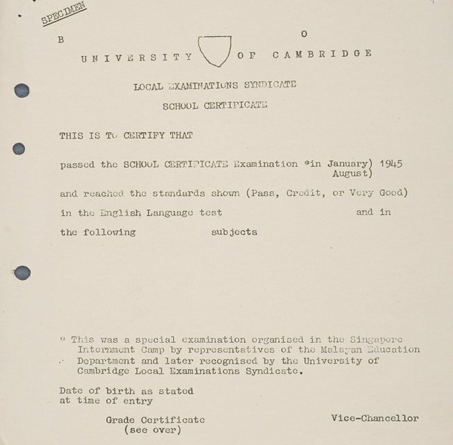 SPECIMEN
B O
UNIVERSITY OF CAMBRIDGE
LOCAL EXAMINATIONS SYNDICATE
SCHOOL CERTIFICATE
THIS IS TO CERTIFY THAT
passed the SCHOOL CERTIFICATE Examination *in January) 1945
August)
and reached the standards shown (Pass, Credit, or Very Good)
in the English Language test and in
the following subjects
" This was a special examination organised in the Singapore
Internment Camp by representatives of the Malayan Education
Department and later recognised by the University of
Cambridge Local Examinations Syndicate.
Date of birth as stated
at time of entry
Grade Certificate Vice-Chancellor
(see over)